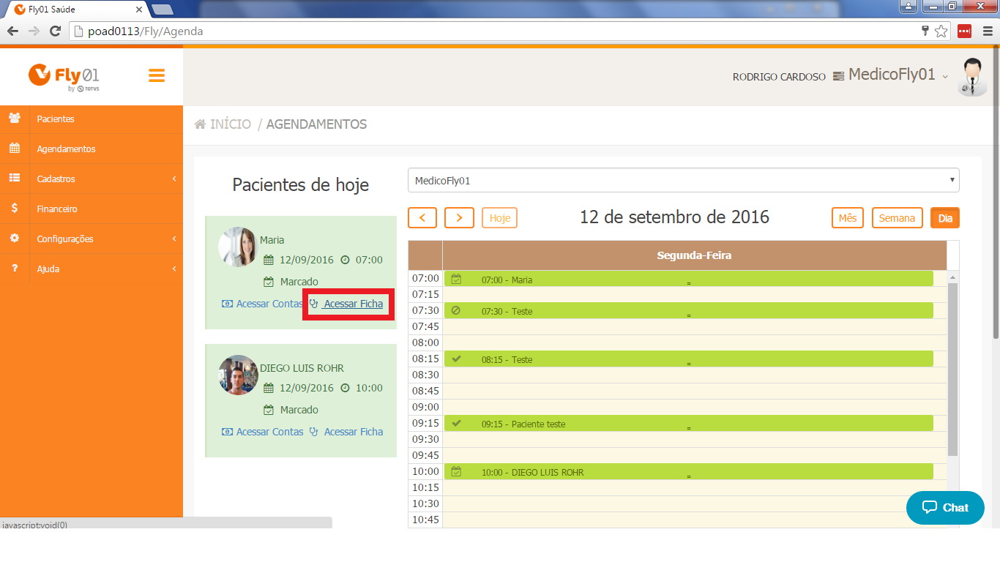 Fly01 Saúde
poad0113/Fly/Agenda
Fly01
by TOTVS
RODRIGO CARDOSO MedicoFly01
Pacientes
Agendamentos
Cadastros
Financeiro
Configurações
Ajuda
INÍCIO / AGENDAMENTOS
Pacientes de hoje
Maria
12/09/2016 07:00
Marcado
Acessar Contas Acessar Ficha
DIEGO LUIS ROHR
12/09/2016 10:00
Marcado
Acessar Contas Acessar Ficha
MedicoFly01
< > Hoje 12 de setembro de 2016 Mês Semana Dia
Segunda-Feira
07:00 07:00 - Maria
07:15
07:30 07:30 - Teste
07:45
08:00
08:15 08:15 - Teste
08:30
08:45
09:00
09:15 09:15 - Paciente teste
09:30
09:45
10:00 10:00 - DIEGO LUIS ROHR
10:15
10:30
10:45
Chat
javascript:void(0)